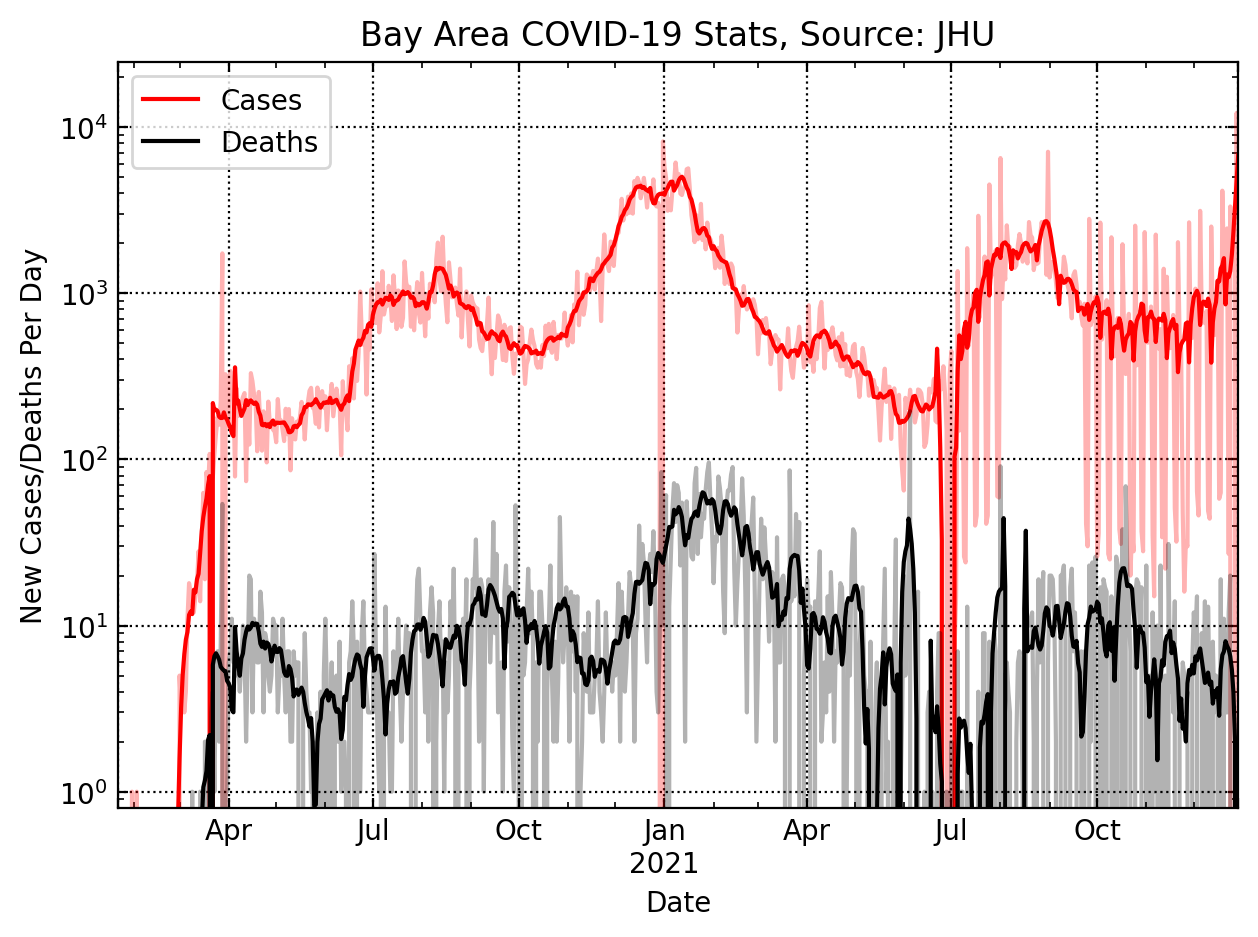 Bay Area COVID-19 Stats, Source: JHU
Cases
Deaths
New Cases/Deaths Per Day
10⁴
10³
10²
10¹
10⁰
Apr Jul Oct Jan Apr Jul Oct
2021
Date